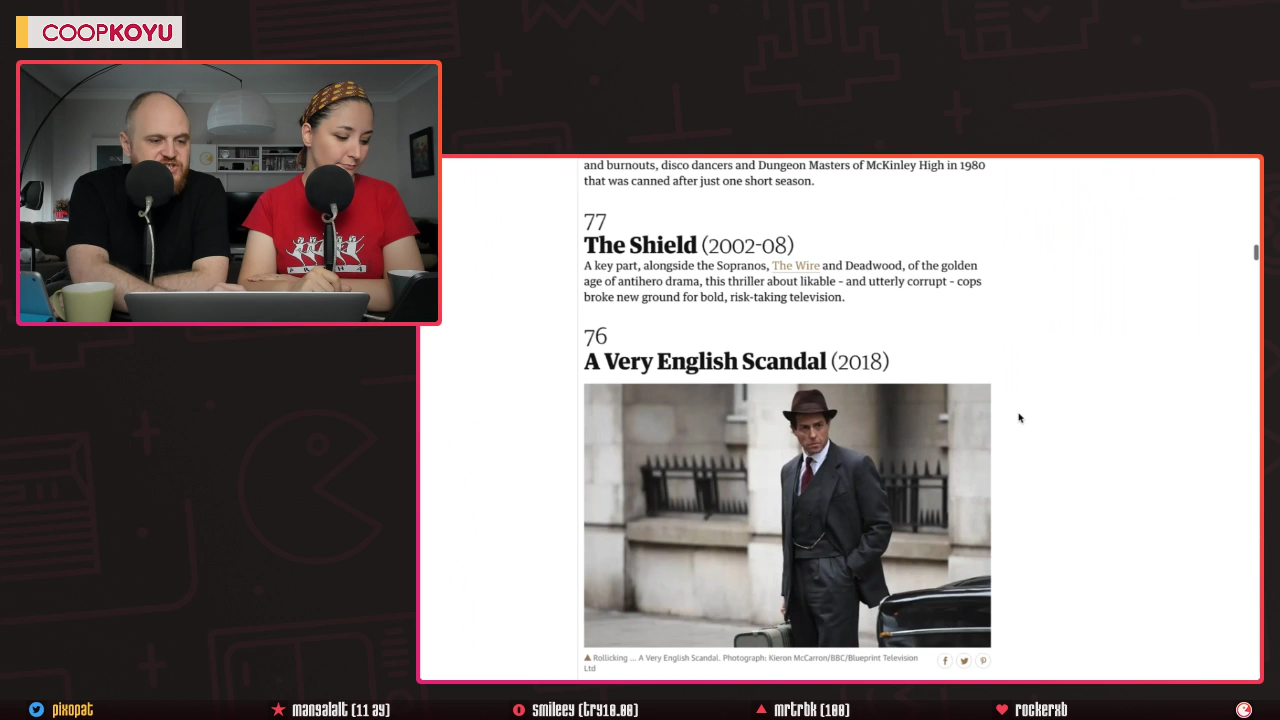 COOPKOYU
and burnouts, disco dancers and Dungeon Masters of McKinley High in 1980
that was canned after just one short season.
77
The Shield (2002-08)
A key part, alongside the Sopranos, The Wire and Deadwood, of the golden
age of antihero drama, this thriller about likable – and utterly corrupt – cops
broke new ground for bold, risk-taking television.
76
A Very English Scandal (2018)
Rollicking ... A Very English Scandal. Photograph: Kieron McCarron/BBC/Blueprint Television
Ltd
pixopat
mangalalt (11 ay)
smileey (try10.00)
mrtrbk (100)
rockerxb